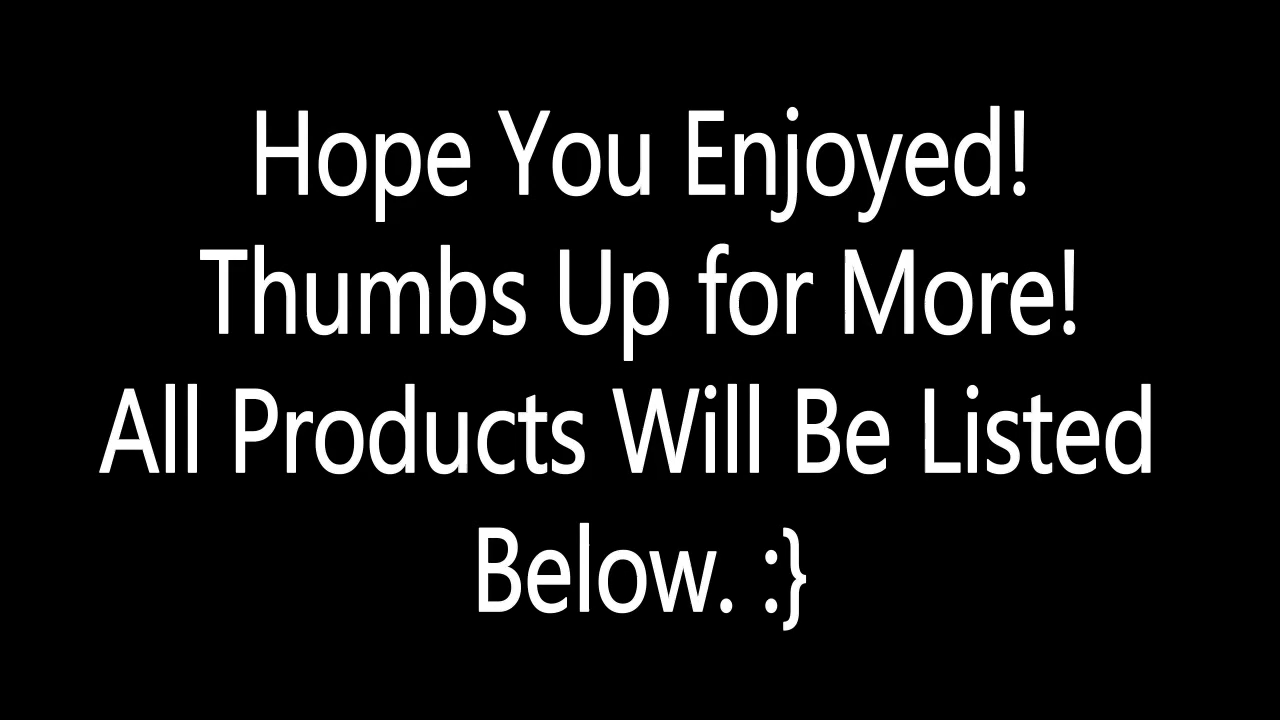 Hope You Enjoyed!
Thumbs Up for More!
All Products Will Be Listed
Below. :}